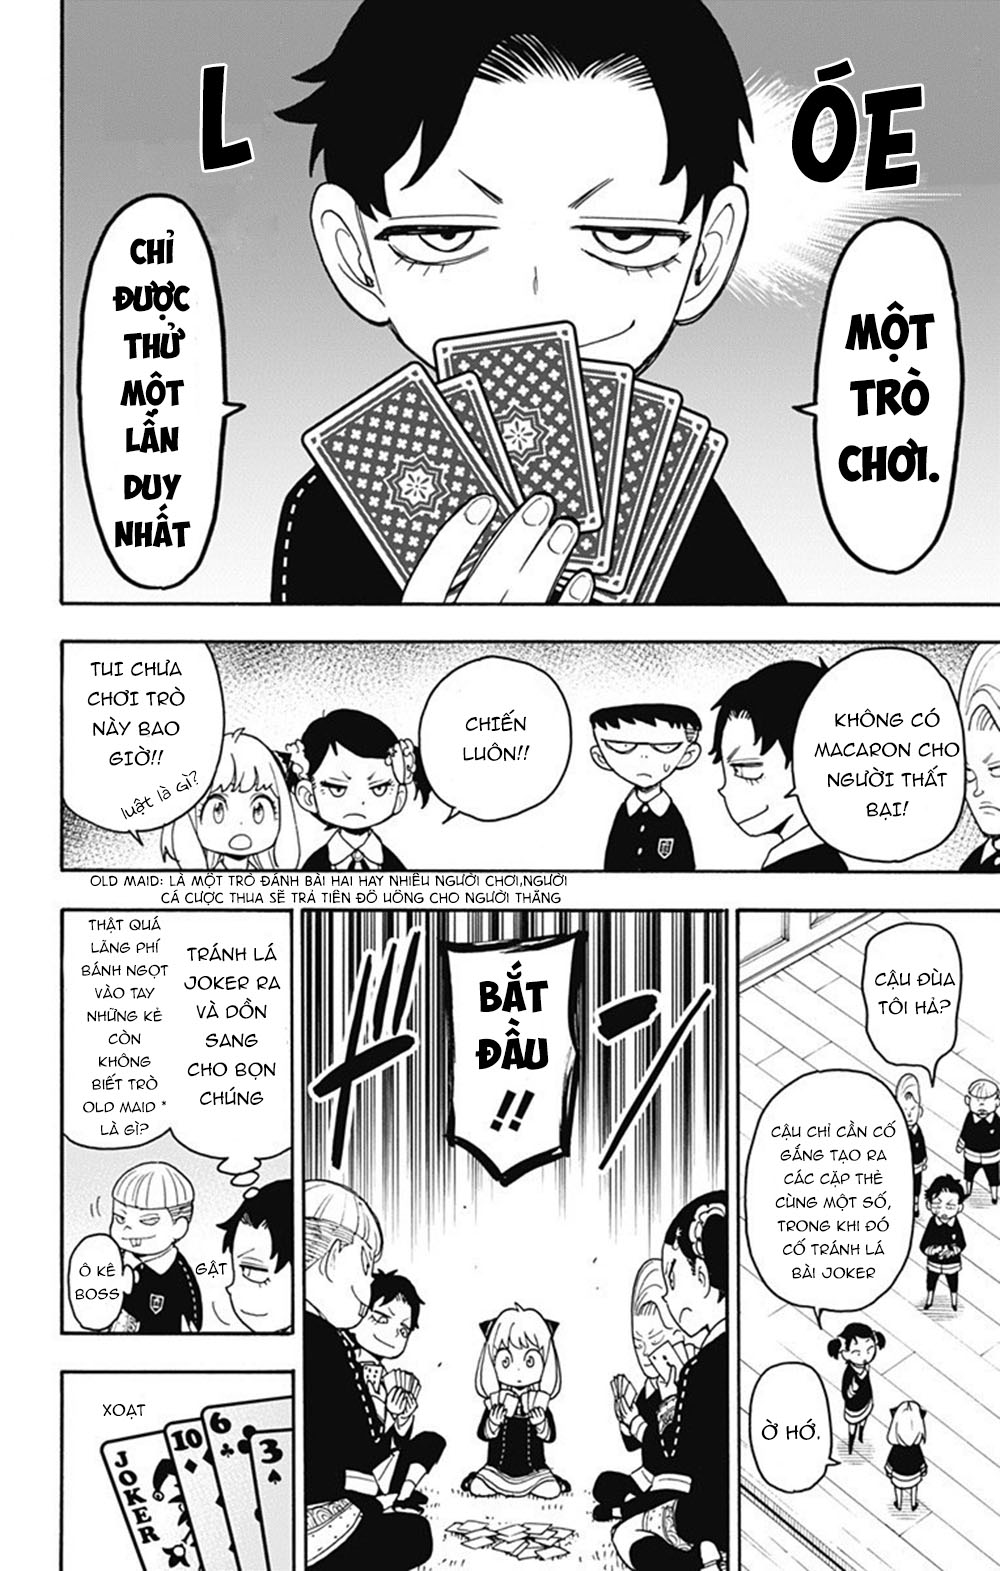 L
ÓE
MỘT
TRÒ
CHƠI.
CHỈ
ĐƯỢC
THỬ
MỘT
LẦN
DUY
NHẤT
KHÔNG CÓ
MACARON CHO
NGƯỜI THẤT
BẠI!
CHIẾN
LUÔN!!
TUI CHƯA
CHƠI TRÒ
NÀY BAO
GIỜ!!
luật là gì?
OLD MAID: LÀ MỘT TRÒ ĐÁNH BÀI HAI HAY NHIỀU NGƯỜI CHƠI,NGƯỜI
CÁ CƯỢC THUA SẼ TRẢ TIỀN ĐỒ UỐNG CHO NGƯỜI THẮNG
CẬU ĐÙA
TÔI HẢ?
CẬU CHỈ CẦN CỐ
GẮNG TẠO RA
CÁC CẶP THẺ
CÙNG MỘT SỐ,
TRONG KHI ĐÓ
CỐ TRÁNH LÁ
BÀI JOKER
Ờ HỚ.
BẮT
ĐẦU
!!
TRÁNH LÁ
JOKER RA
VÀ DỒN
SANG
CHO BỌN
CHÚNG
THẬT QUÁ
LÃNG PHÍ
BÁNH NGỌT
VÀO TAY
NHỮNG KẺ
CÒN
KHÔNG
BIẾT TRÒ
OLD MAID *
LÀ GÌ?
GẬT
Ô KÊ
BOSS
XOẠT
JOKER
10
6
3